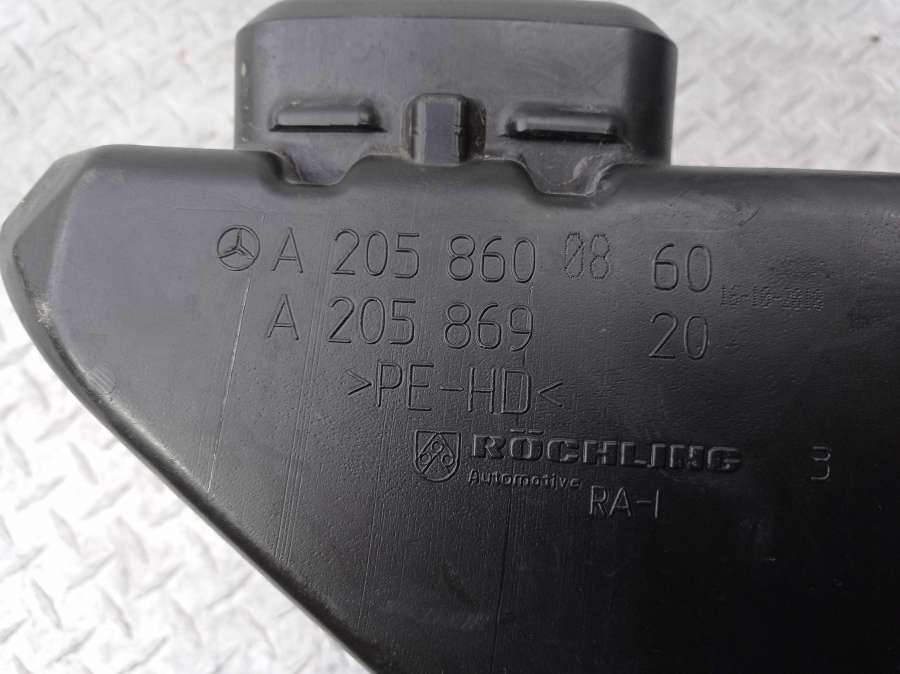 A 205 860 08 60
A 205 869 20
>PE-HD<
RÖCHLING
Automotive
RA-I
3